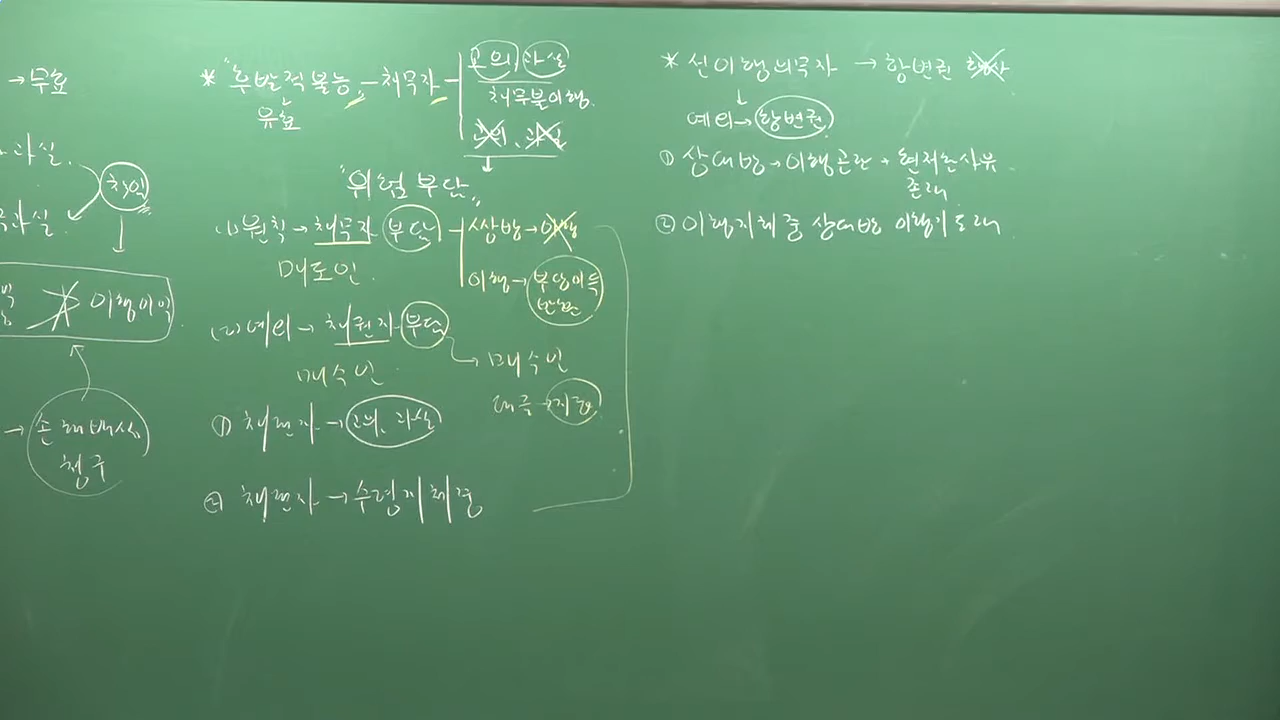 → 무효
과실
과실
책임
이행이익
→ 손해배상
청구
* "후발적 불능" - 채무자 - 고의, 과실
유효
채무불이행.
고의, 과실
"위험부담"
(1) 원칙 → 채무자 부담 - 상방 → 이행
매도인.
이행 → 부당이득
반환
(2) 예외 → 채권자 부담
매수인.
→ 매수인
대금 → 지급
① 채권자 → 고의, 과실
② 채권자 → 수령지체 중
* 선이행의무자 → 항변권 행사
↓
예외 → 항변권
① 상대방 → 이행곤란 + 현저한 사유
존재
② 이행지체 중 상대방 이행기 도래